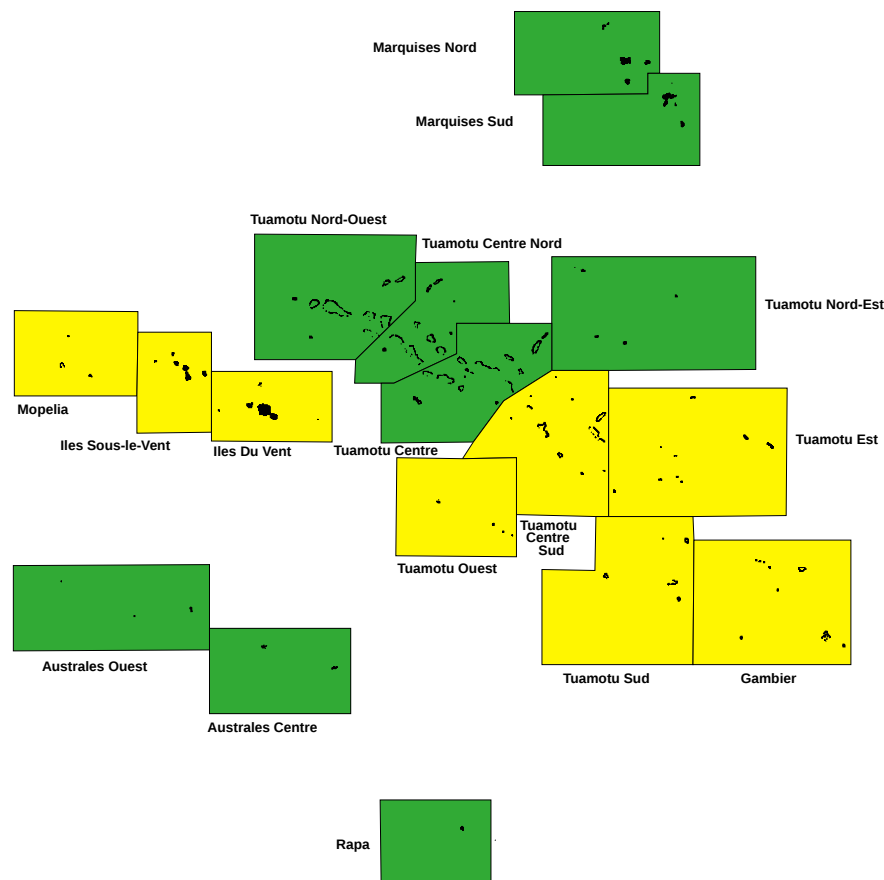 Marquises Nord
Marquises Sud
Tuamotu Nord-Ouest
Tuamotu Centre Nord
Tuamotu Nord-Est
Mopelia
Iles Sous-le-Vent
Iles Du Vent
Tuamotu Centre
Tuamotu Est
Tuamotu
Centre
Sud
Tuamotu Ouest
Australes Ouest
Tuamotu Sud
Gambier
Australes Centre
Rapa